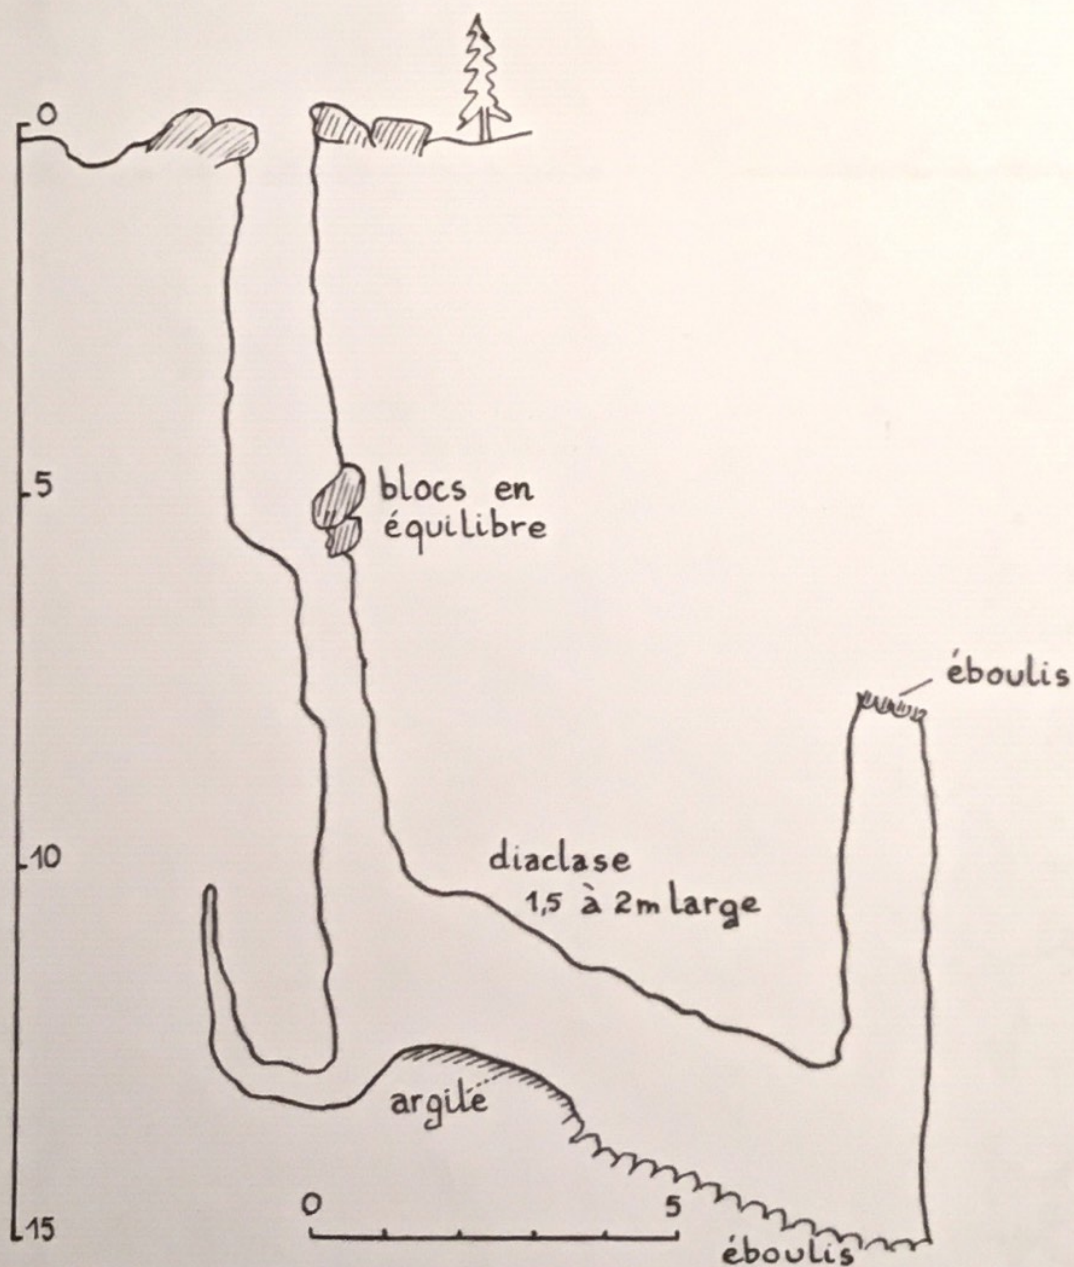 0
5
blocs en
équilibre
éboulis
10
diaclase
1,5 à 2m large
argile
0
5
15
éboulis